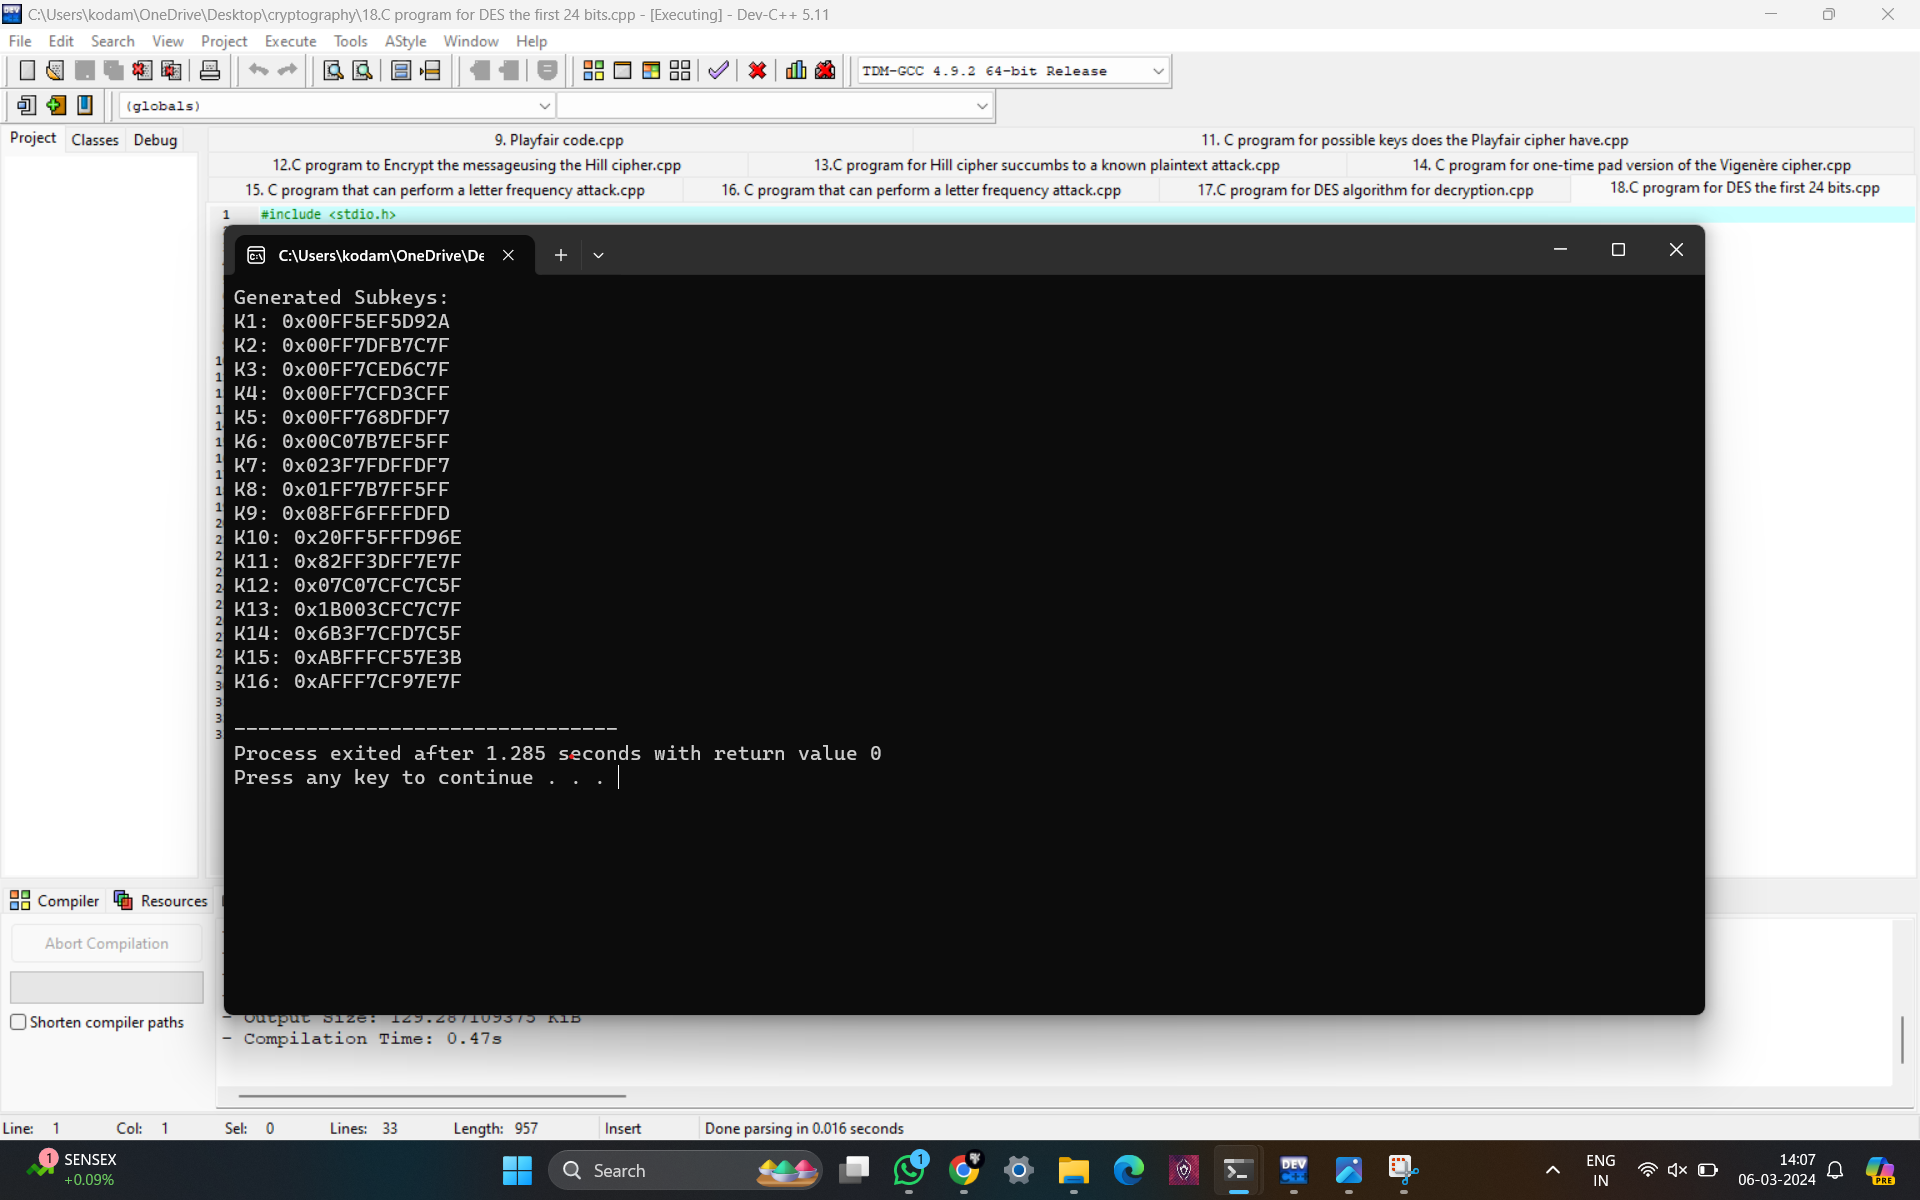 C:\Users\kodam\OneDrive\Desktop\cryptography\18.C program for DES the first 24 bits.cpp - [Executing] - Dev-C++ 5.11
File Edit Search View Project Execute Tools AStyle Window Help
TDM-GCC 4.9.2 64-bit Release
(globals)
Project Classes Debug
9. Playfair code.cpp 11. C program for possible keys does the Playfair cipher have.cpp
12.C program to Encrypt the messageusing the Hill cipher.cpp 13.C program for Hill cipher succumbs to a known plaintext attack.cpp 14. C program for one-time pad version of the Vigenère cipher.cpp
15. C program that can perform a letter frequency attack.cpp 16. C program that can perform a letter frequency attack.cpp 17.C program for DES algorithm for decryption.cpp 18.C program for DES the first 24 bits.cpp
1 #include <stdio.h>
C:\Users\kodam\OneDrive\De
Generated Subkeys:
K1: 0x00FF5EF5D92A
K2: 0x00FF7DFB7C7F
K3: 0x00FF7CED6C7F
K4: 0x00FF7CFD3CFF
K5: 0x00FF768DFDF7
K6: 0x00C07B7EF5FF
K7: 0x023F7FDFFDF7
K8: 0x01FF7B7FF5FF
K9: 0x08FF6FFFFDFD
K10: 0x20FF5FFFD96E
K11: 0x82FF3DFF7E7F
K12: 0x07C07CFC7C5F
K13: 0x1B003CFC7C7F
K14: 0x6B3F7CFD7C5F
K15: 0xABFFFCF57E3B
K16: 0xAFFF7CF97E7F
--------------------------------
Process exited after 1.285 seconds with return value 0
Press any key to continue . . .
Compiler Resources
Abort Compilation
Shorten compiler paths
- Output Size: 129.287109375 KiB
- Compilation Time: 0.47s
Line: 1 Col: 1 Sel: 0 Lines: 33 Length: 957 Insert Done parsing in 0.016 seconds
1 SENSEX
+0.09%
Search
1
DEV
ENG
IN
14:07
06-03-2024
PRE